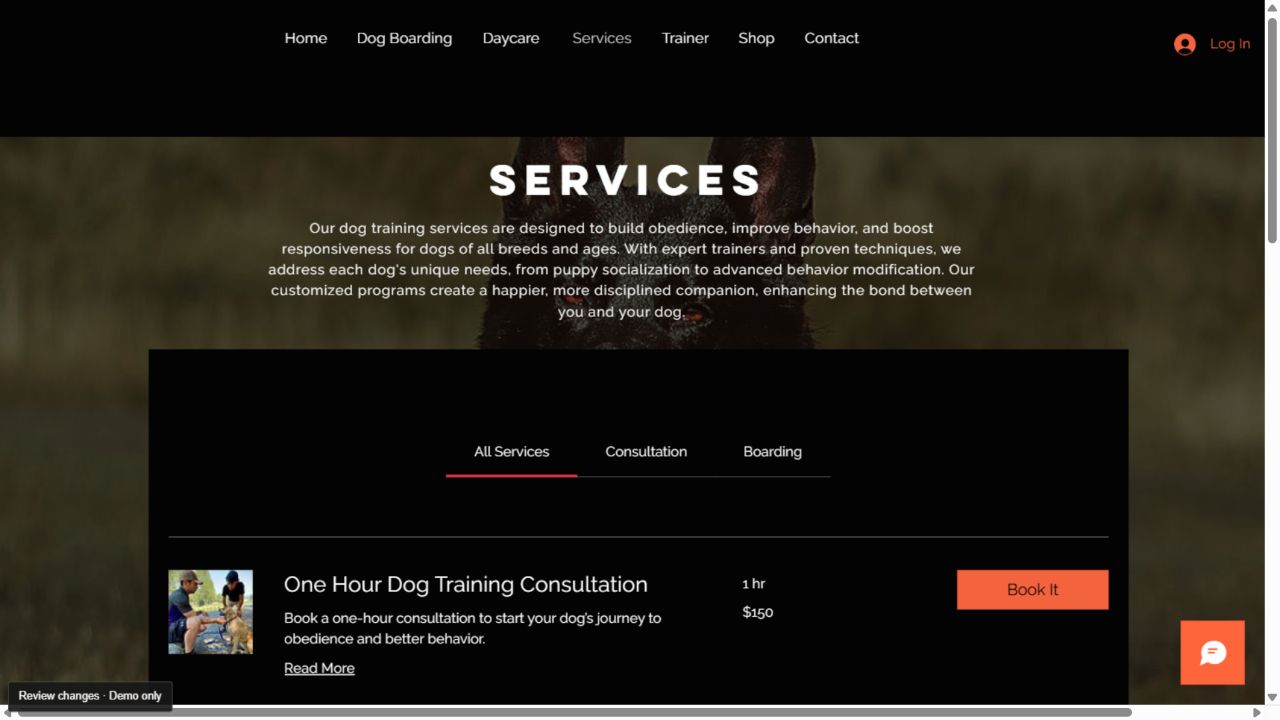 Home Dog Boarding Daycare Services Trainer Shop Contact
Log In
SERVICES
Our dog training services are designed to build obedience, improve behavior, and boost
responsiveness for dogs of all breeds and ages. With expert trainers and proven techniques, we
address each dog's unique needs, from puppy socialization to advanced behavior modification. Our
customized programs create a happier, more disciplined companion, enhancing the bond between
you and your dog.
All Services Consultation Boarding
One Hour Dog Training Consultation
1 hr
Book It
Book a one-hour consultation to start your dog's journey to
obedience and better behavior.
$150
Read More
Review changes · Demo only